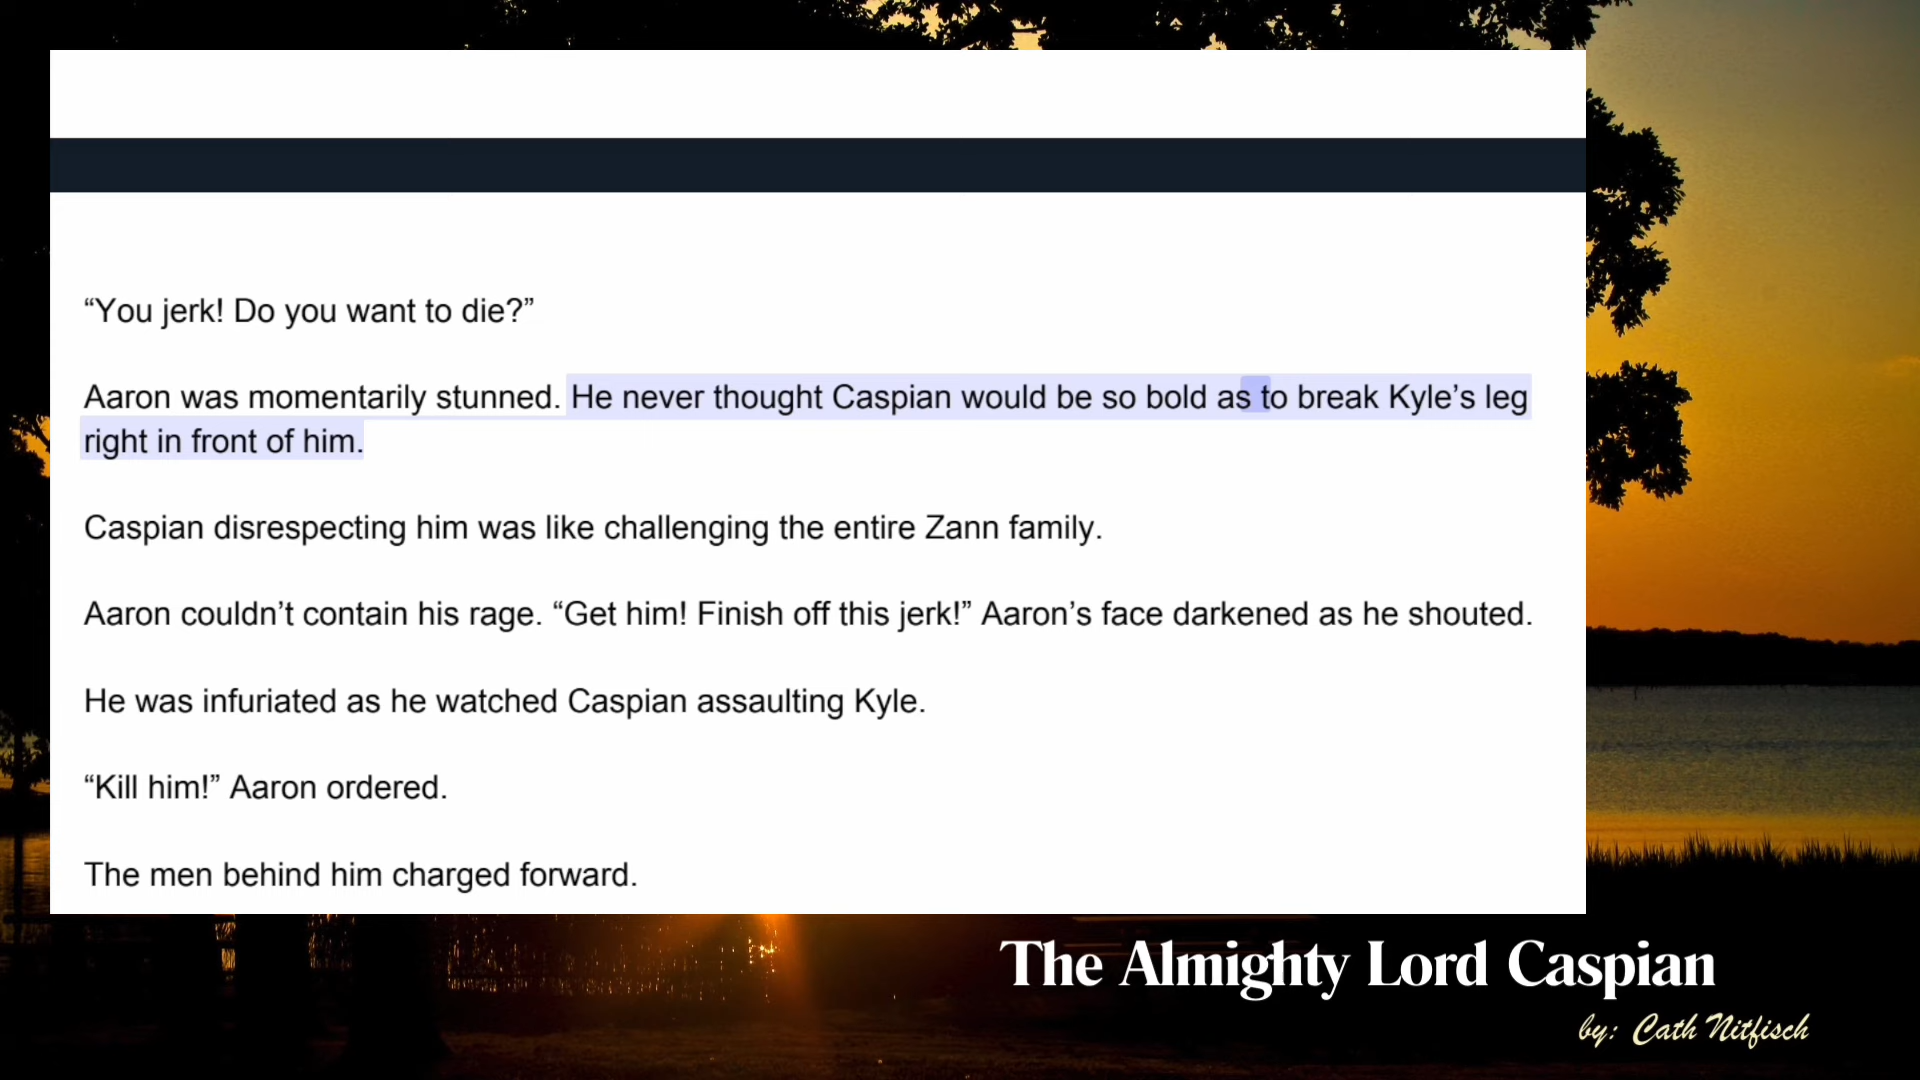 “You jerk! Do you want to die?”
Aaron was momentarily stunned. He never thought Caspian would be so bold as to break Kyle’s leg
right in front of him.
Caspian disrespecting him was like challenging the entire Zann family.
Aaron couldn’t contain his rage. “Get him! Finish off this jerk!” Aaron’s face darkened as he shouted.
He was infuriated as he watched Caspian assaulting Kyle.
“Kill him!” Aaron ordered.
The men behind him charged forward.
The Almighty Lord Caspian
by: Cath Nitfisch